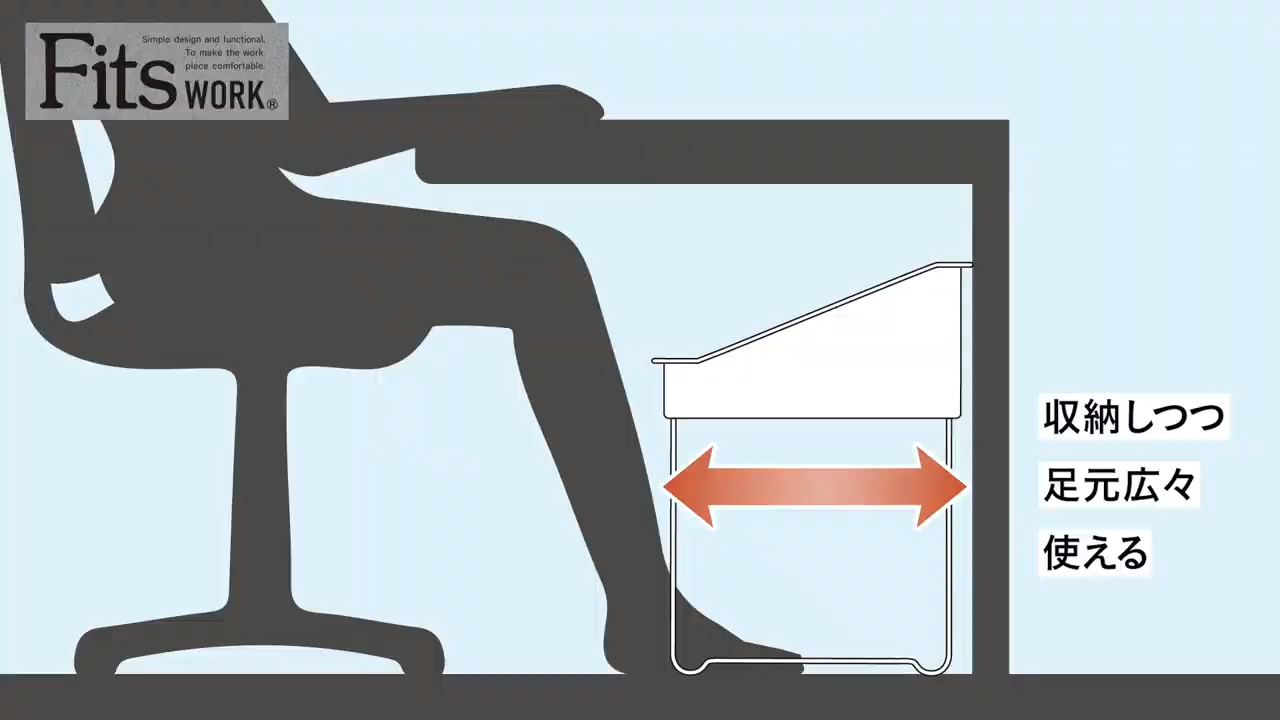 Fits WORK®
Simple design and functional.
To make the work
place comfortable.
収納しつつ
足元広々
使える